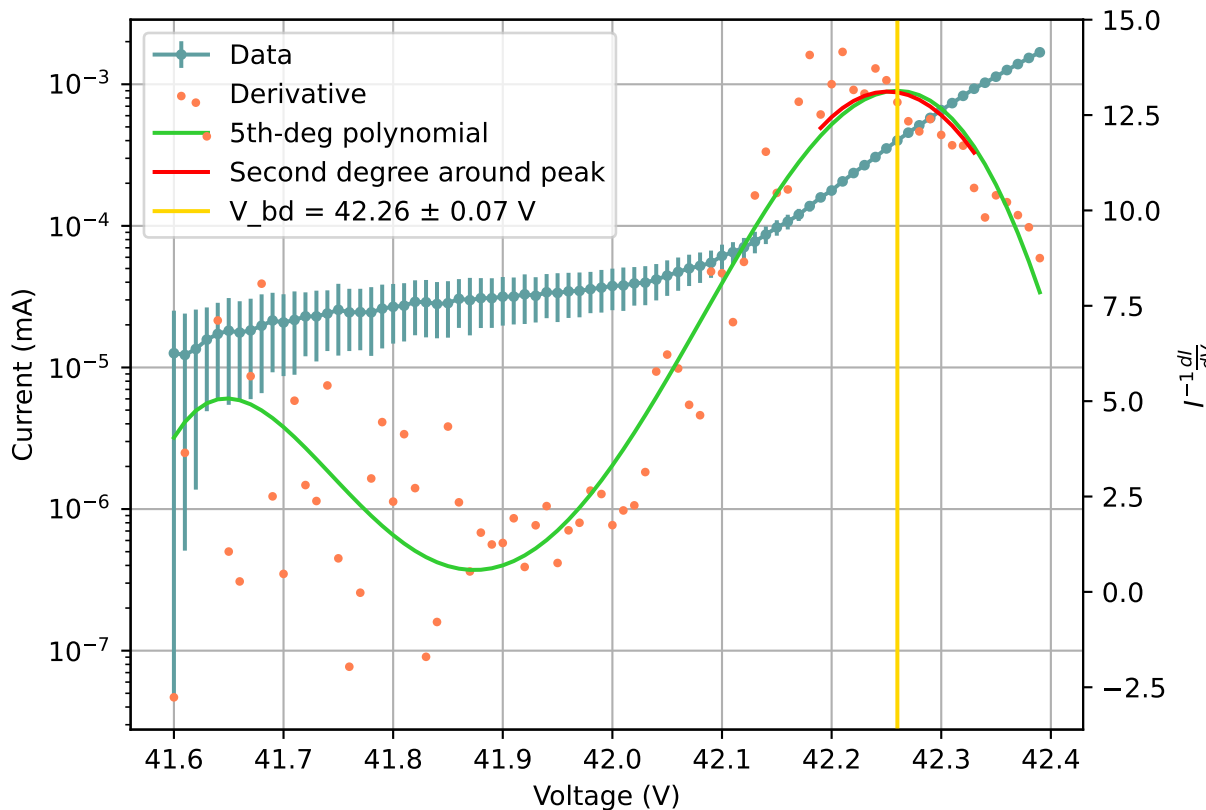 Data
Derivative
5th-deg polynomial
Second degree around peak
V_bd = 42.26 ± 0.07 V
10⁻³
10⁻⁴
10⁻⁵
10⁻⁶
10⁻⁷
Current (mA)
15.0
12.5
10.0
7.5
5.0
2.5
0.0
−2.5
I⁻¹ dI/dV
41.6 41.7 41.8 41.9 42.0 42.1 42.2 42.3 42.4
Voltage (V)